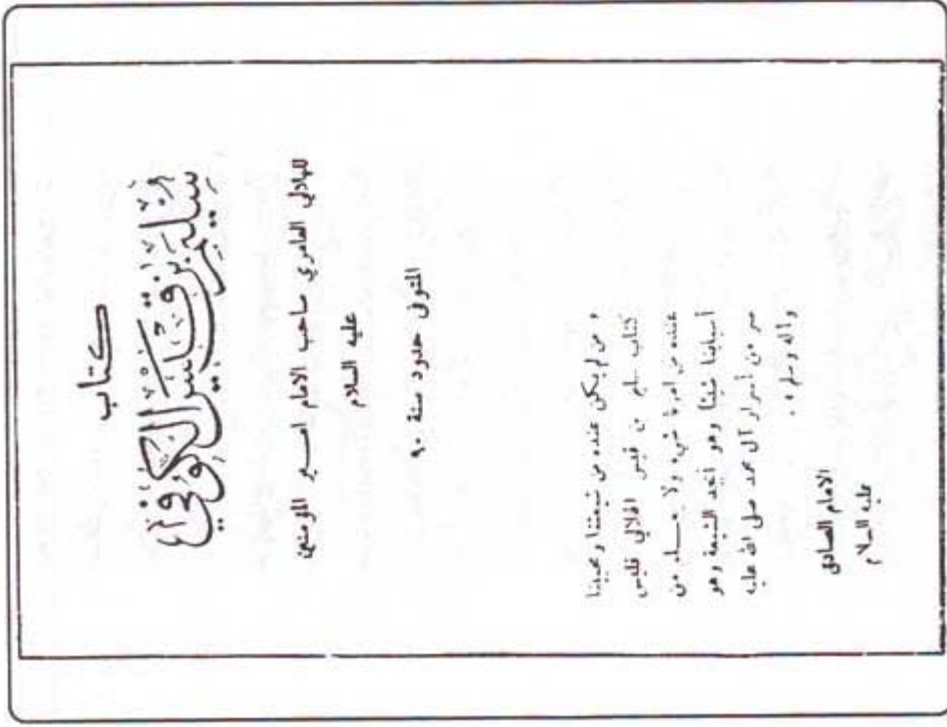 كتاب
سليم بن قيس الكوفي
الهلالي العامري صاحب الامام امير المؤمنين
عليه السلام
المتوفى حدود سنة ٩٠
« من لم يكن عنده من شيعتنا ومحبينا
كتاب سليم بن قيس الهلالي فليس
عنده من امرنا شيء ولا يعلم من
أسبابنا شيئاً وهو أبجد الشيعة وهو
سر من أسرار آل محمد صلى الله عليه
وآله وسلم » .
الامام الصادق
عليه السلام